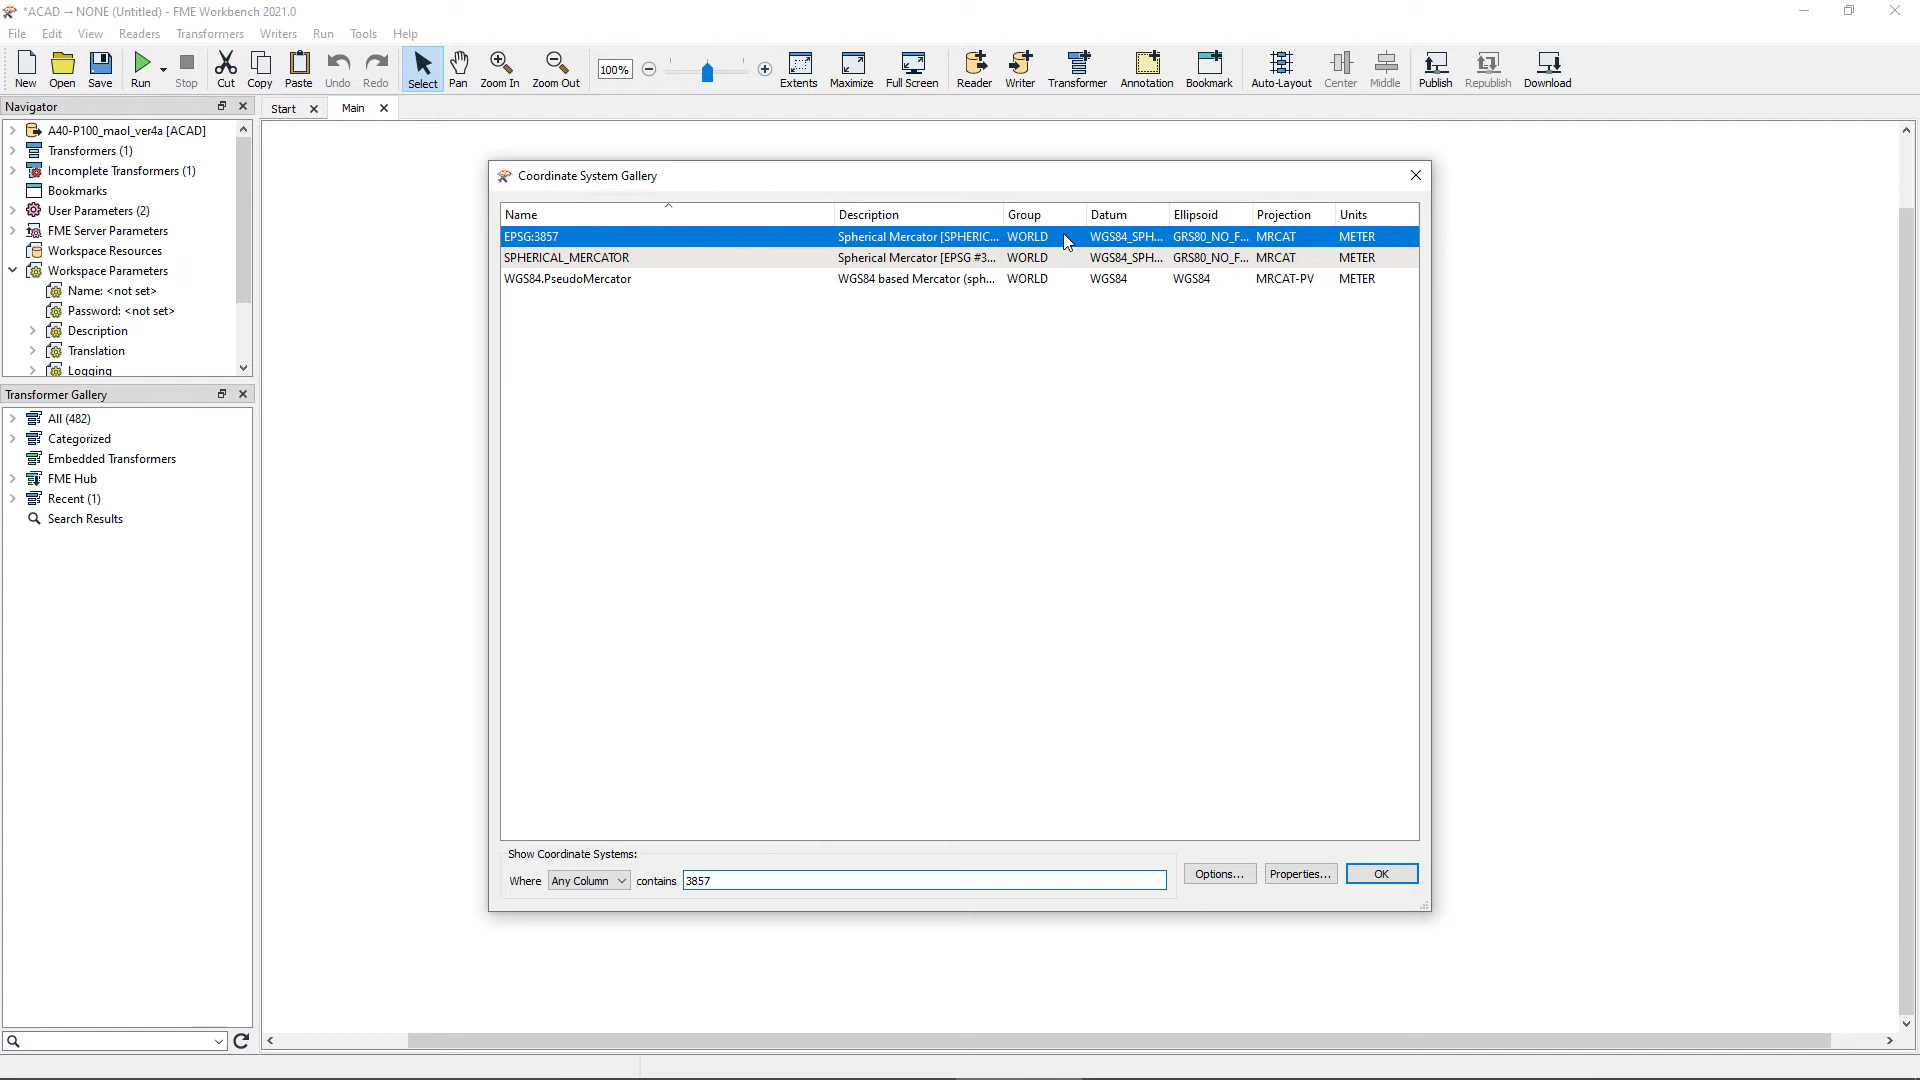 *ACAD → NONE (Untitled) - FME Workbench 2021.0
File Edit View Readers Transformers Writers Run Tools Help
New Open Save Run Stop Cut Copy Paste Undo Redo Select Pan Zoom In Zoom Out 100% Extents Maximize Full Screen Reader Writer Transformer Annotation Bookmark Auto-Layout Center Middle Publish Republish Download
Navigator
Start Main
A40-P100_maol_ver4a [ACAD]
Transformers (1)
Incomplete Transformers (1)
Bookmarks
User Parameters (2)
FME Server Parameters
Workspace Resources
Workspace Parameters
Name: <not set>
Password: <not set>
Description
Translation
Logging
Transformer Gallery
All (482)
Categorized
Embedded Transformers
FME Hub
Recent (1)
Search Results
Coordinate System Gallery
Name Description Group Datum Ellipsoid Projection Units
EPSG:3857 Spherical Mercator [SPHERIC... WORLD WGS84_SPH... GRS80_NO_F... MRCAT METER
SPHERICAL_MERCATOR Spherical Mercator [EPSG #3... WORLD WGS84_SPH... GRS80_NO_F... MRCAT METER
WGS84.PseudoMercator WGS84 based Mercator (sph... WORLD WGS84 WGS84 MRCAT-PV METER
Show Coordinate Systems:
Where Any Column contains 3857
Options... Properties... OK